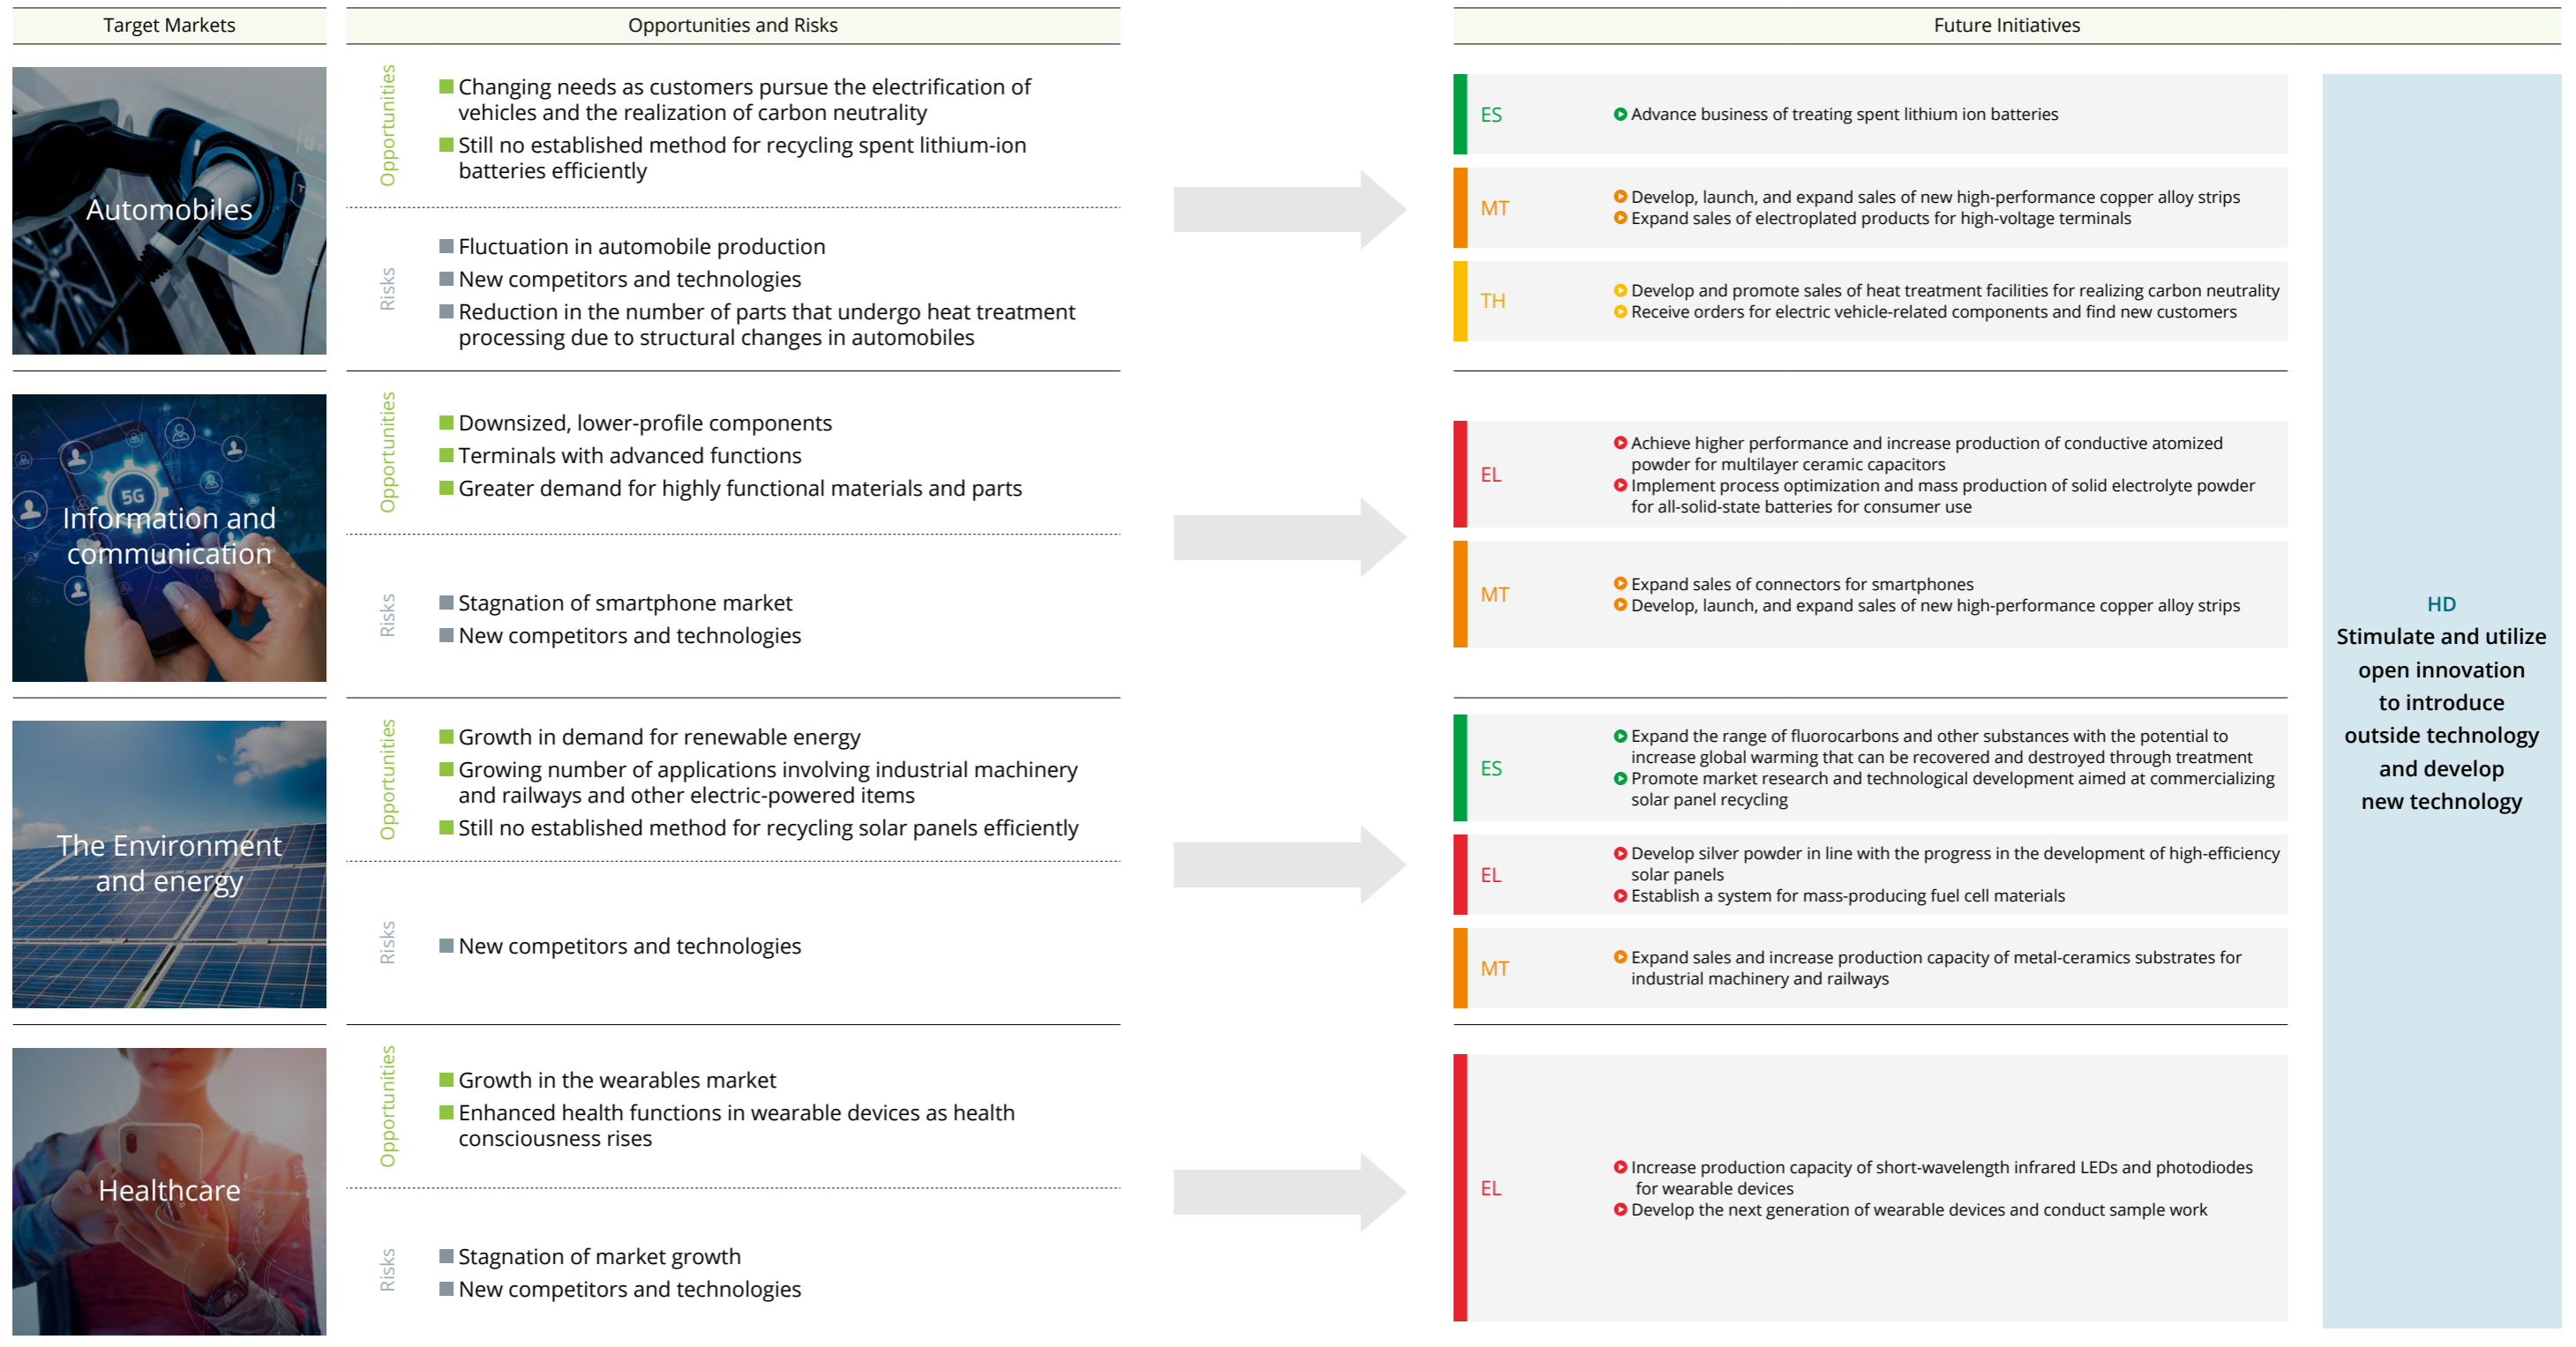 Target Markets
Opportunities and Risks
Future Initiatives
Automobiles
Opportunities
Changing needs as customers pursue the electrification of
vehicles and the realization of carbon neutrality
Still no established method for recycling spent lithium-ion
batteries efficiently
Risks
Fluctuation in automobile production
New competitors and technologies
Reduction in the number of parts that undergo heat treatment
processing due to structural changes in automobiles
ES
Advance business of treating spent lithium ion batteries
MT
Develop, launch, and expand sales of new high-performance copper alloy strips
Expand sales of electroplated products for high-voltage terminals
TH
Develop and promote sales of heat treatment facilities for realizing carbon neutrality
Receive orders for electric vehicle-related components and find new customers
5G
Information and
communication
Opportunities
Downsized, lower-profile components
Terminals with advanced functions
Greater demand for highly functional materials and parts
Risks
Stagnation of smartphone market
New competitors and technologies
EL
Achieve higher performance and increase production of conductive atomized
powder for multilayer ceramic capacitors
Implement process optimization and mass production of solid electrolyte powder
for all-solid-state batteries for consumer use
MT
Expand sales of connectors for smartphones
Develop, launch, and expand sales of new high-performance copper alloy strips
The Environment
and energy
Opportunities
Growth in demand for renewable energy
Growing number of applications involving industrial machinery
and railways and other electric-powered items
Still no established method for recycling solar panels efficiently
Risks
New competitors and technologies
ES
Expand the range of fluorocarbons and other substances with the potential to
increase global warming that can be recovered and destroyed through treatment
Promote market research and technological development aimed at commercializing
solar panel recycling
EL
Develop silver powder in line with the progress in the development of high-efficiency
solar panels
Establish a system for mass-producing fuel cell materials
MT
Expand sales and increase production capacity of metal-ceramics substrates for
industrial machinery and railways
Healthcare
Opportunities
Growth in the wearables market
Enhanced health functions in wearable devices as health
consciousness rises
Risks
Stagnation of market growth
New competitors and technologies
EL
Increase production capacity of short-wavelength infrared LEDs and photodiodes
for wearable devices
Develop the next generation of wearable devices and conduct sample work
HD
Stimulate and utilize
open innovation
to introduce
outside technology
and develop
new technology